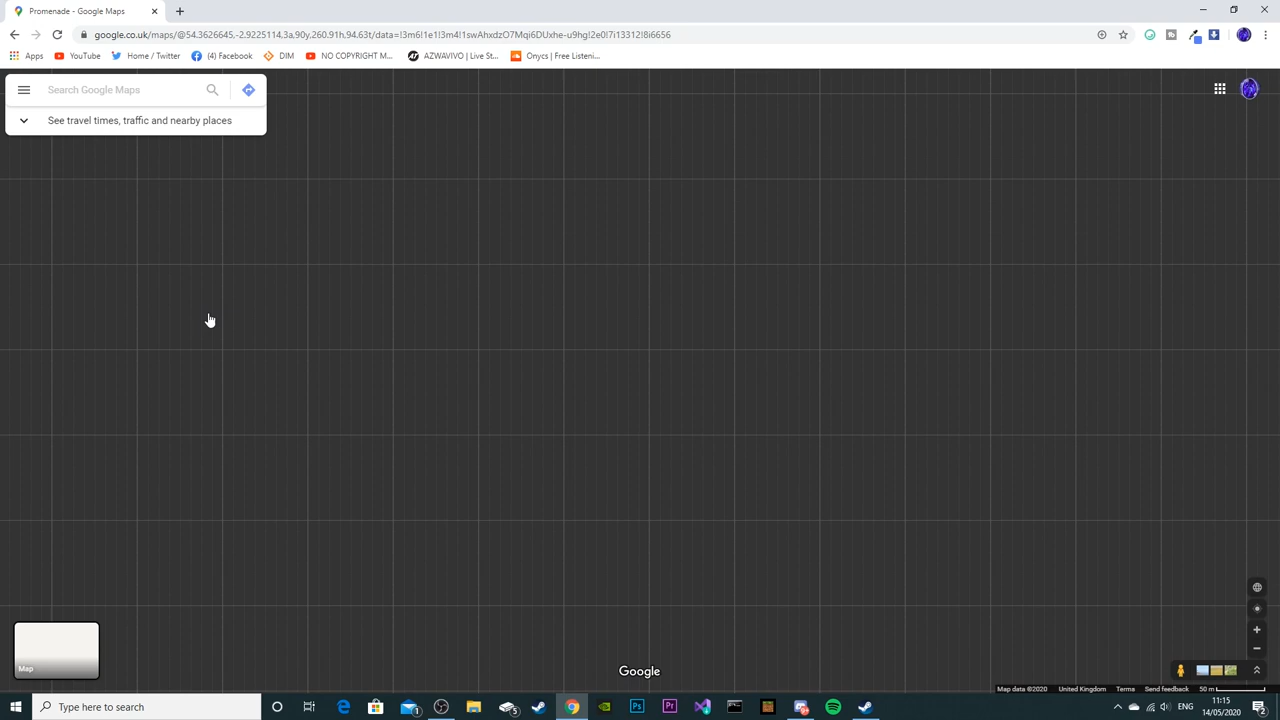 Promenade - Google Maps
google.co.uk/maps/@54.3626645,-2.9225114,3a,90y,260.91h,94.63t/data=!3m6!1e1!3m4!1swAhxdzO7Mqi6DUxhe-u9hg!2e0!7i13312!8i6656
Apps YouTube Home / Twitter (4) Facebook DIM NO COPYRIGHT M... AZWAVIVO | Live St... Onycs | Free Listeni...
Search Google Maps
See travel times, traffic and nearby places
Map
Google
Map data ©2020 United Kingdom Terms Send feedback 50 m
Type here to search
ENG
11:15
14/05/2020